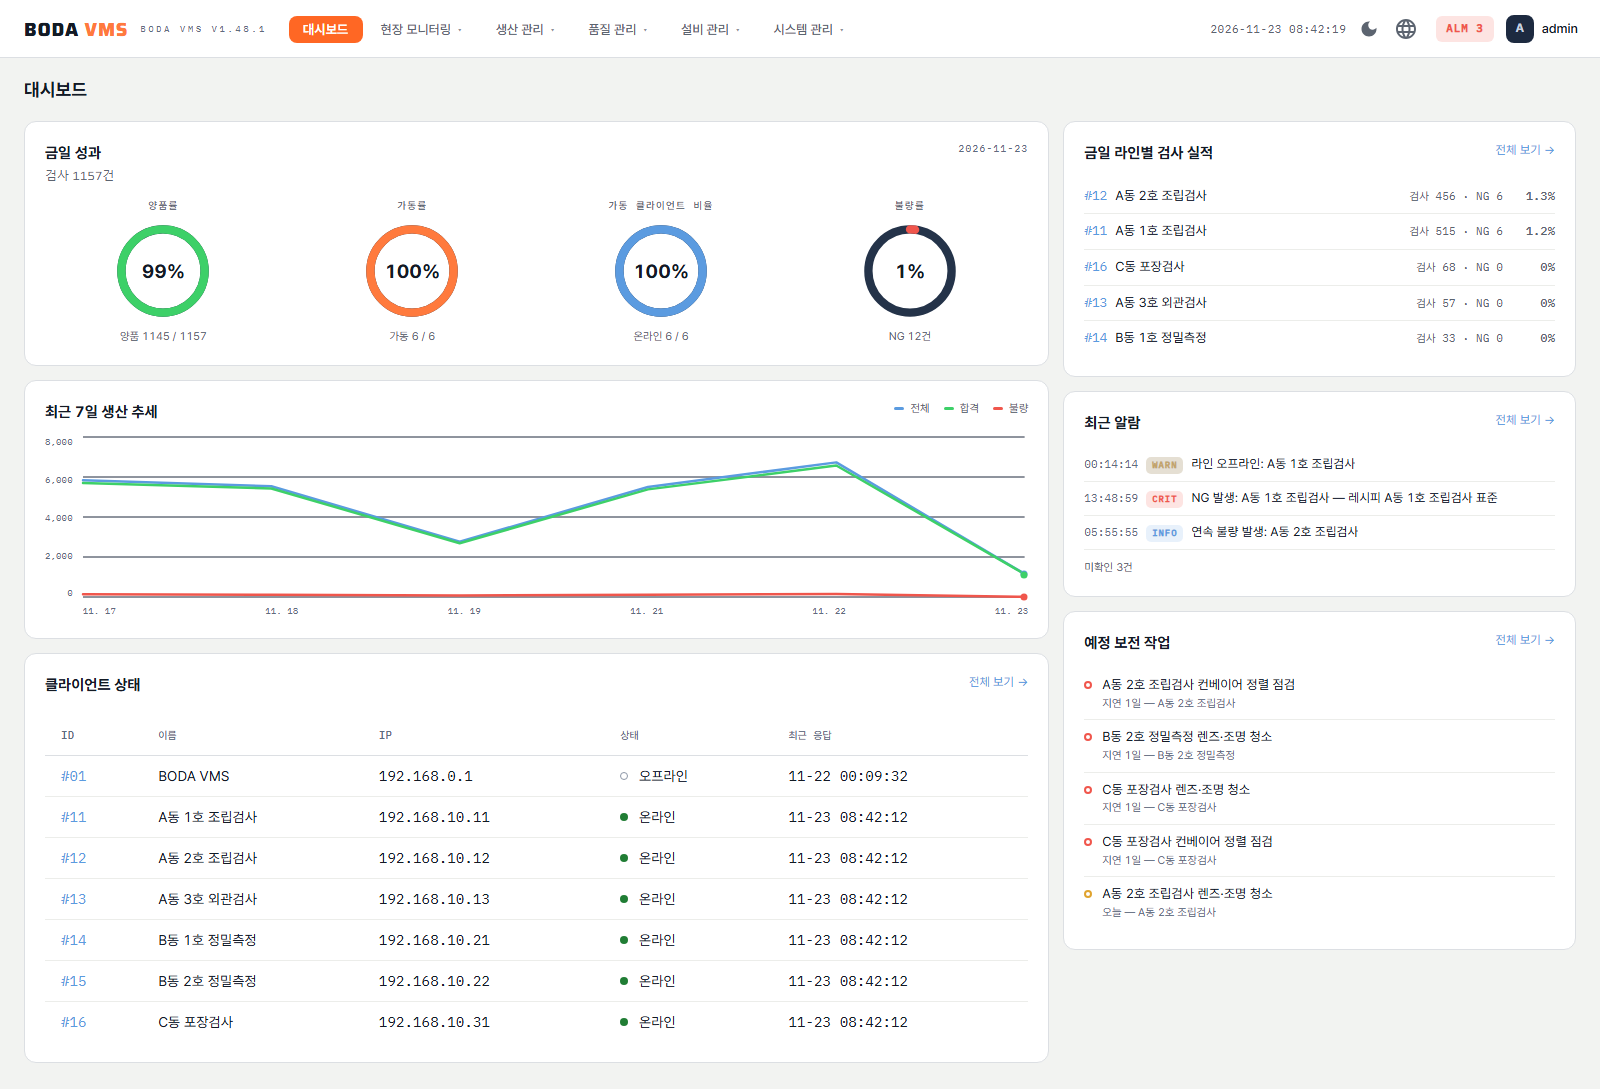 BODA VMS BODA VMS V1.48.1 대시보드 현장 모니터링 생산 관리 품질 관리 설비 관리 시스템 관리 2026-11-23 08:42:19 ALM 3 A admin
대시보드
금일 성과 2026-11-23
검사 1157건
양품률 가동률 가동 클라이언트 비율 불량률
99% 100% 100% 1%
양품 1145 / 1157 가동 6 / 6 온라인 6 / 6 NG 12건
최근 7일 생산 추세 전체 합격 불량
8,000
6,000
4,000
2,000
0
11. 17 11. 18 11. 19 11. 21 11. 22 11. 23
클라이언트 상태 전체 보기 →
ID 이름 IP 상태 최근 응답
#01 BODA VMS 192.168.0.1 오프라인 11-22 00:09:32
#11 A동 1호 조립검사 192.168.10.11 온라인 11-23 08:42:12
#12 A동 2호 조립검사 192.168.10.12 온라인 11-23 08:42:12
#13 A동 3호 외관검사 192.168.10.13 온라인 11-23 08:42:12
#14 B동 1호 정밀측정 192.168.10.21 온라인 11-23 08:42:12
#15 B동 2호 정밀측정 192.168.10.22 온라인 11-23 08:42:12
#16 C동 포장검사 192.168.10.31 온라인 11-23 08:42:12
금일 라인별 검사 실적 전체 보기 →
#12 A동 2호 조립검사 검사 456 · NG 6 1.3%
#11 A동 1호 조립검사 검사 515 · NG 6 1.2%
#16 C동 포장검사 검사 68 · NG 0 0%
#13 A동 3호 외관검사 검사 57 · NG 0 0%
#14 B동 1호 정밀측정 검사 33 · NG 0 0%
최근 알람 전체 보기 →
00:14:14 WARN 라인 오프라인: A동 1호 조립검사
13:48:59 CRIT NG 발생: A동 1호 조립검사 — 레시피 A동 1호 조립검사 표준
05:55:55 INFO 연속 불량 발생: A동 2호 조립검사
미확인 3건
예정 보전 작업 전체 보기 →
A동 2호 조립검사 컨베이어 정렬 점검
지연 1일 — A동 2호 조립검사
B동 2호 정밀측정 렌즈·조명 청소
지연 1일 — B동 2호 정밀측정
C동 포장검사 렌즈·조명 청소
지연 1일 — C동 포장검사
C동 포장검사 컨베이어 정렬 점검
지연 1일 — C동 포장검사
A동 2호 조립검사 렌즈·조명 청소
오늘 — A동 2호 조립검사